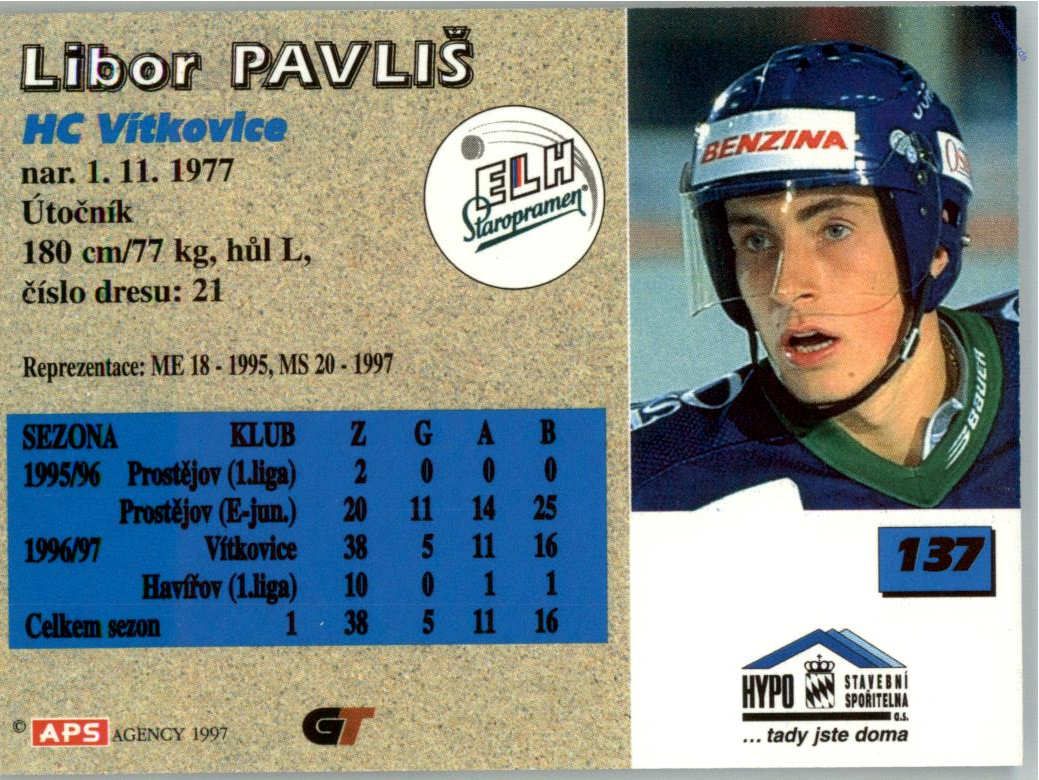 Libor PAVLIŠ
HC Vítkovice
nar. 1. 11. 1977
Útočník
180 cm/77 kg, hůl L,
číslo dresu: 21
ELH
Staropramen®
Reprezentace: ME 18 - 1995, MS 20 - 1997
SEZONA KLUB Z G A B
1995/96 Prostějov (1.liga) 2 0 0 0
Prostějov (E-jun.) 20 11 14 25
1996/97 Vítkovice 38 5 11 16
Havířov (1.liga) 10 0 1 1
Celkem sezon 1 38 5 11 16
© APS AGENCY 1997
GT
BENZINA
BAUER
137
HYPO STAVEBNÍ
SPOŘITELNA
a.s.
... tady jste doma